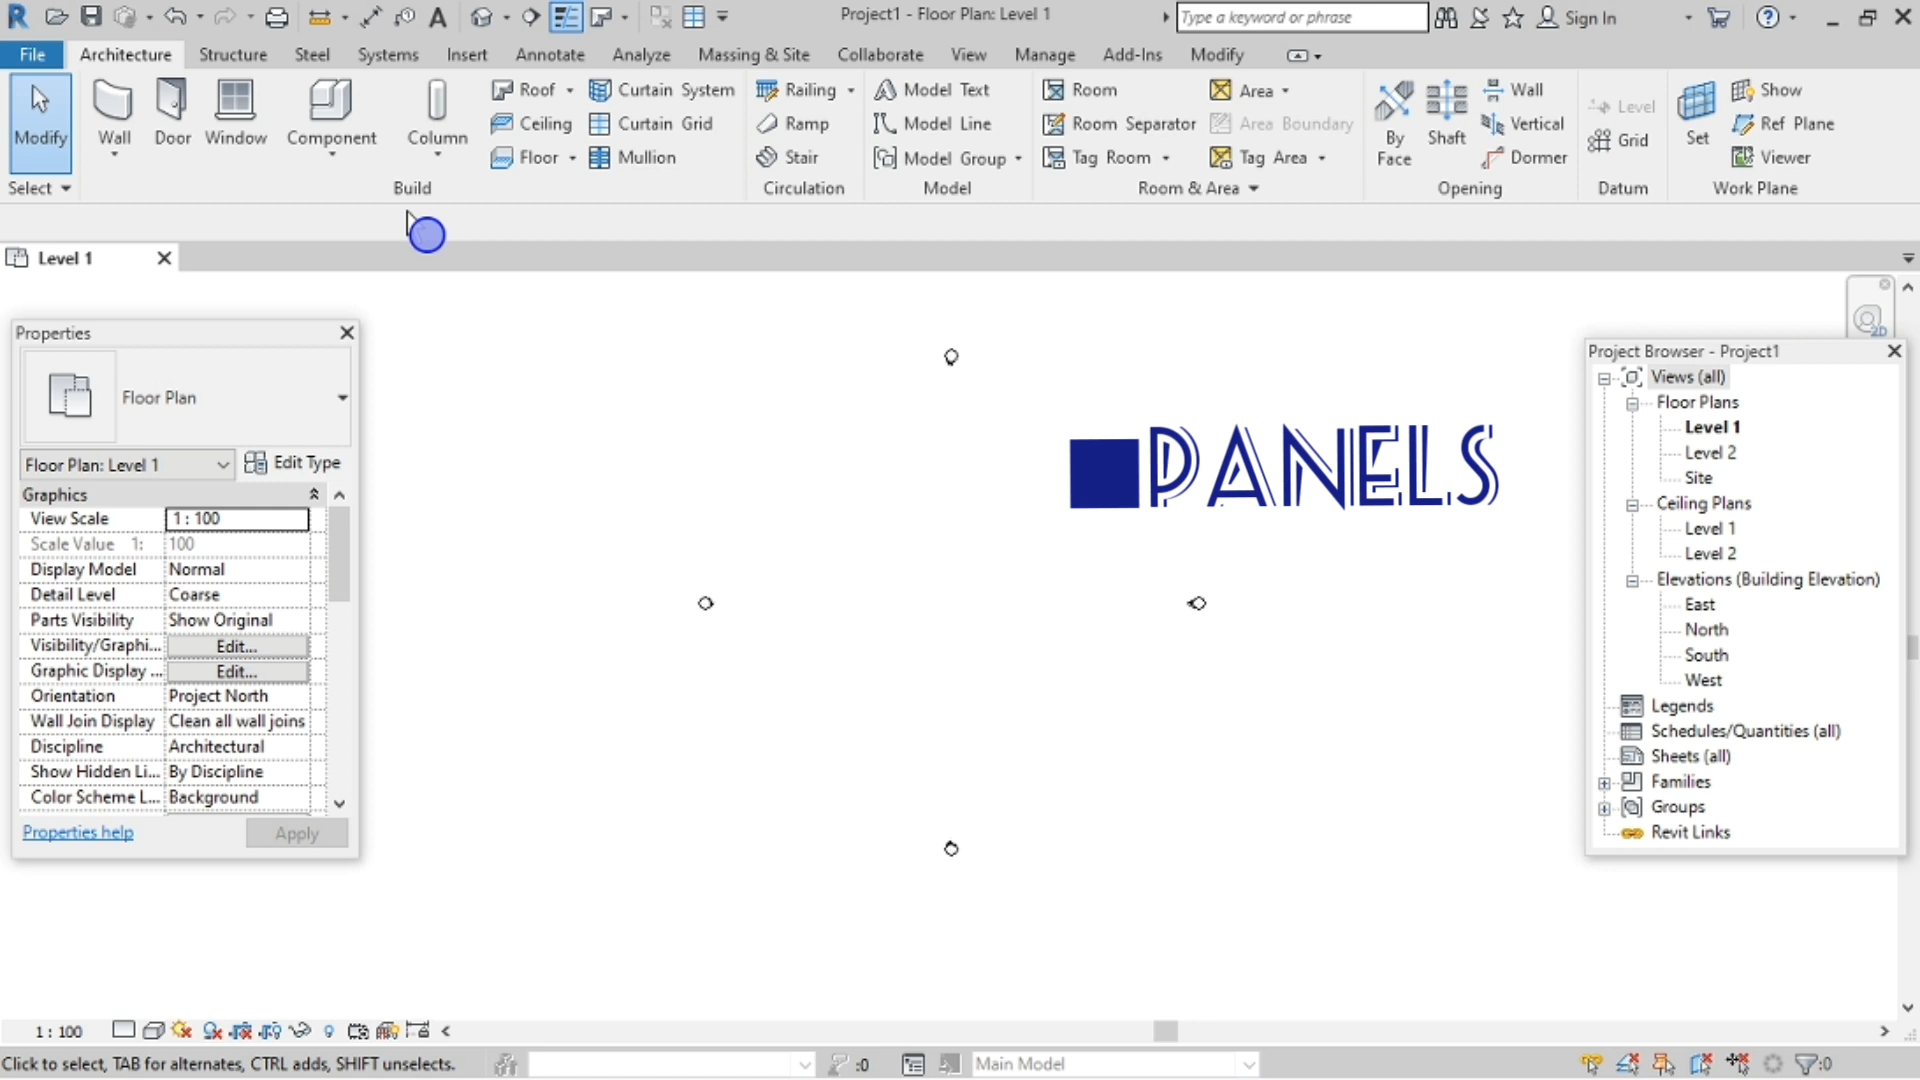 Project1 - Floor Plan: Level 1
Type a keyword or phrase
Sign In
File Architecture Structure Steel Systems Insert Annotate Analyze Massing & Site Collaborate View Manage Add-Ins Modify
Modify
Select
Wall
Door
Window
Component
Column
Roof
Ceiling
Floor
Curtain System
Curtain Grid
Mullion
Build
Railing
Ramp
Stair
Circulation
Model Text
Model Line
Model Group
Model
Room
Room Separator
Tag Room
Area
Area Boundary
Tag Area
Room & Area
By Face
Shaft
Wall
Vertical
Dormer
Opening
Level
Grid
Datum
Set
Show
Ref Plane
Viewer
Work Plane
Level 1
Properties
Floor Plan
Floor Plan: Level 1
Edit Type
Graphics
View Scale 1 : 100
Scale Value 1: 100
Display Model Normal
Detail Level Coarse
Parts Visibility Show Original
Visibility/Graphi... Edit...
Graphic Display ... Edit...
Orientation Project North
Wall Join Display Clean all wall joins
Discipline Architectural
Show Hidden Li... By Discipline
Color Scheme L... Background
Properties help
Apply
PANELS
2D
Project Browser - Project1
Views (all)
Floor Plans
Level 1
Level 2
Site
Ceiling Plans
Level 1
Level 2
Elevations (Building Elevation)
East
North
South
West
Legends
Schedules/Quantities (all)
Sheets (all)
Families
Groups
Revit Links
1 : 100
Click to select, TAB for alternates, CTRL adds, SHIFT unselects.
:0
Main Model
:0